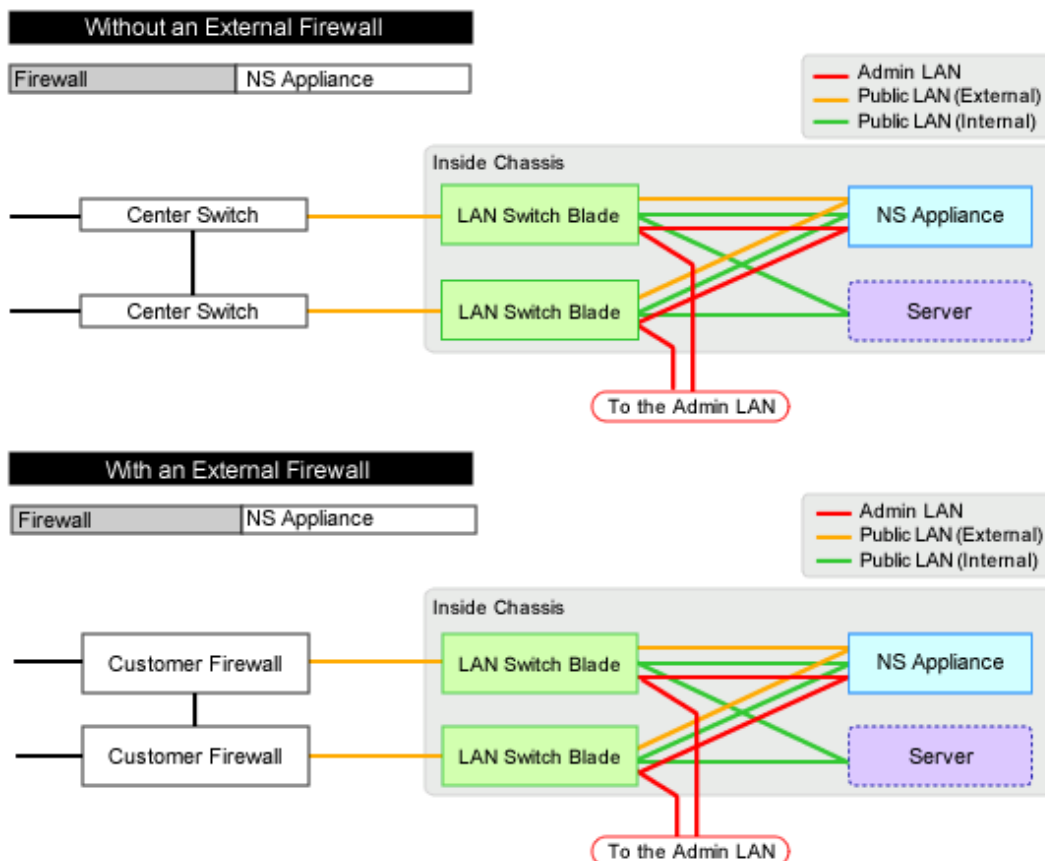 Without an External Firewall
Firewall NS Appliance
Admin LAN
Public LAN (External)
Public LAN (Internal)
Inside Chassis
Center Switch
LAN Switch Blade
NS Appliance
Center Switch
LAN Switch Blade
Server
To the Admin LAN
With an External Firewall
Firewall NS Appliance
Admin LAN
Public LAN (External)
Public LAN (Internal)
Inside Chassis
Customer Firewall
LAN Switch Blade
NS Appliance
Customer Firewall
LAN Switch Blade
Server
To the Admin LAN